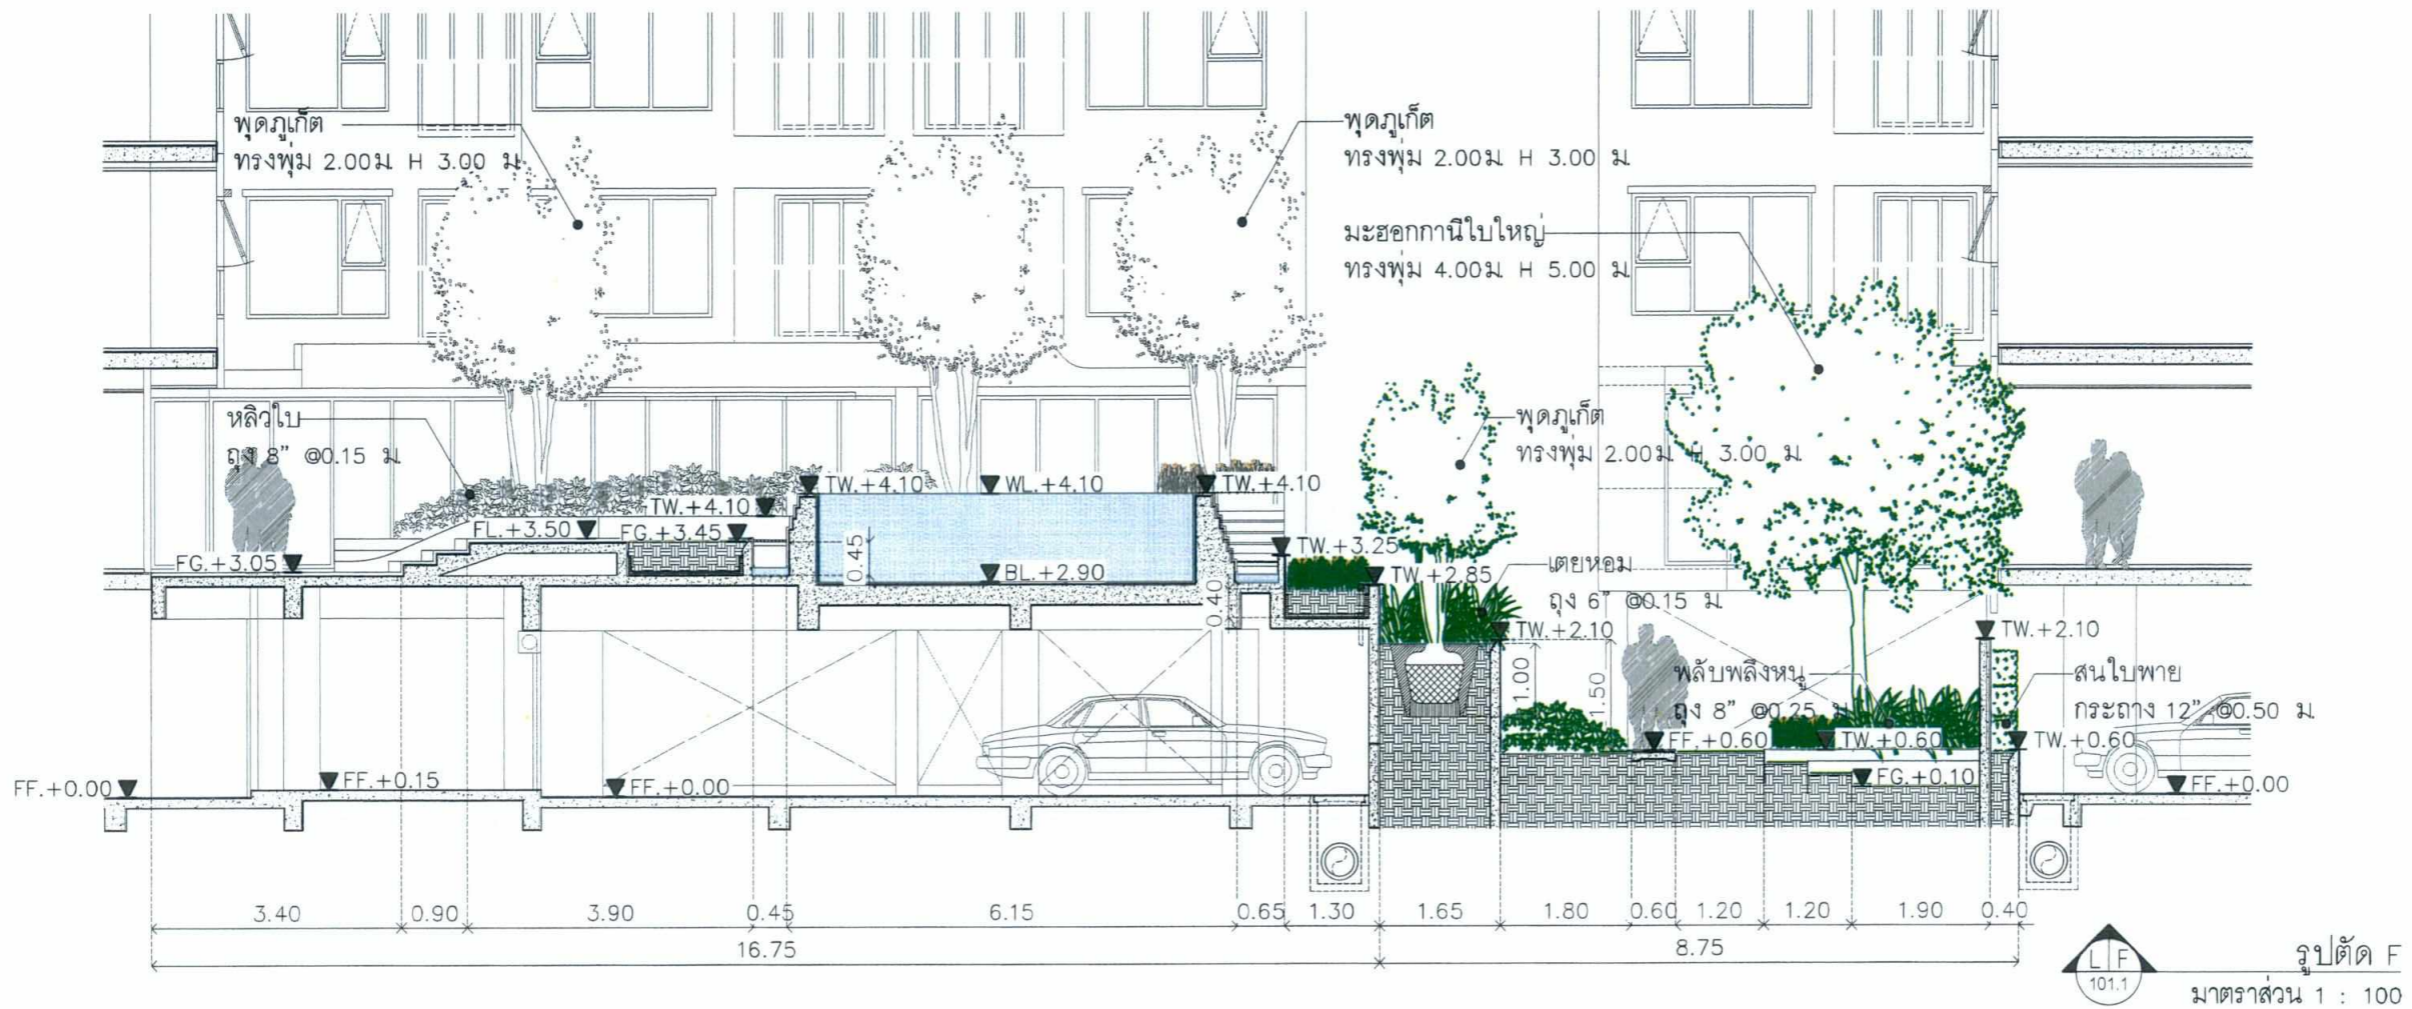 พุดภูเก็ต
ทรงพุ่ม 2.00ม H 3.00 ม
พุดภูเก็ต
ทรงพุ่ม 2.00ม H 3.00 ม
มะฮอกกานีใบใหญ่
ทรงพุ่ม 4.00ม H 5.00 ม
หลิวใบ
ถุง 8" @0.15 ม
พุดภูเก็ต
ทรงพุ่ม 2.00ม H 3.00 ม
TW.+4.10
WL.+4.10
TW.+4.10
TW.+4.10
FL.+3.50
FG.+3.45
FG.+3.05
0.45
BL.+2.90
TW.+3.25
TW.+2.85
0.40
เตยหอม
ถุง 6" @0.15 ม
TW.+2.10
TW.+2.10
1.00
1.50
พลับพลึงหนู
ถุง 8" @0.25 ม
สนใบพาย
กระถาง 12" @0.50 ม
FF.+0.60
TW.+0.60
TW.+0.60
FG.+0.10
FF.+0.00
FF.+0.15
FF.+0.00
FF.+0.00
3.40 0.90 3.90 0.45 6.15 0.65 1.30 1.65 1.80 0.60 1.20 1.20 1.90 0.40
16.75 8.75
L F
101.1
รูปตัด F
มาตราส่วน 1 : 100